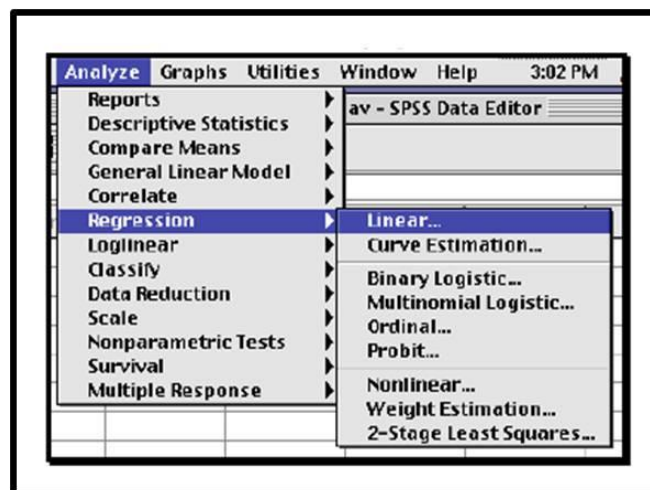 Analyze Graphs Utilities Window Help 3:02 PM
av - SPSS Data Editor
Reports
Descriptive Statistics
Compare Means
General Linear Model
Correlate
Regression
Loglinear
Classify
Data Reduction
Scale
Nonparametric Tests
Survival
Multiple Response
Linear...
Curve Estimation...
Binary Logistic...
Multinomial Logistic...
Ordinal...
Probit...
Nonlinear...
Weight Estimation...
2-Stage Least Squares...